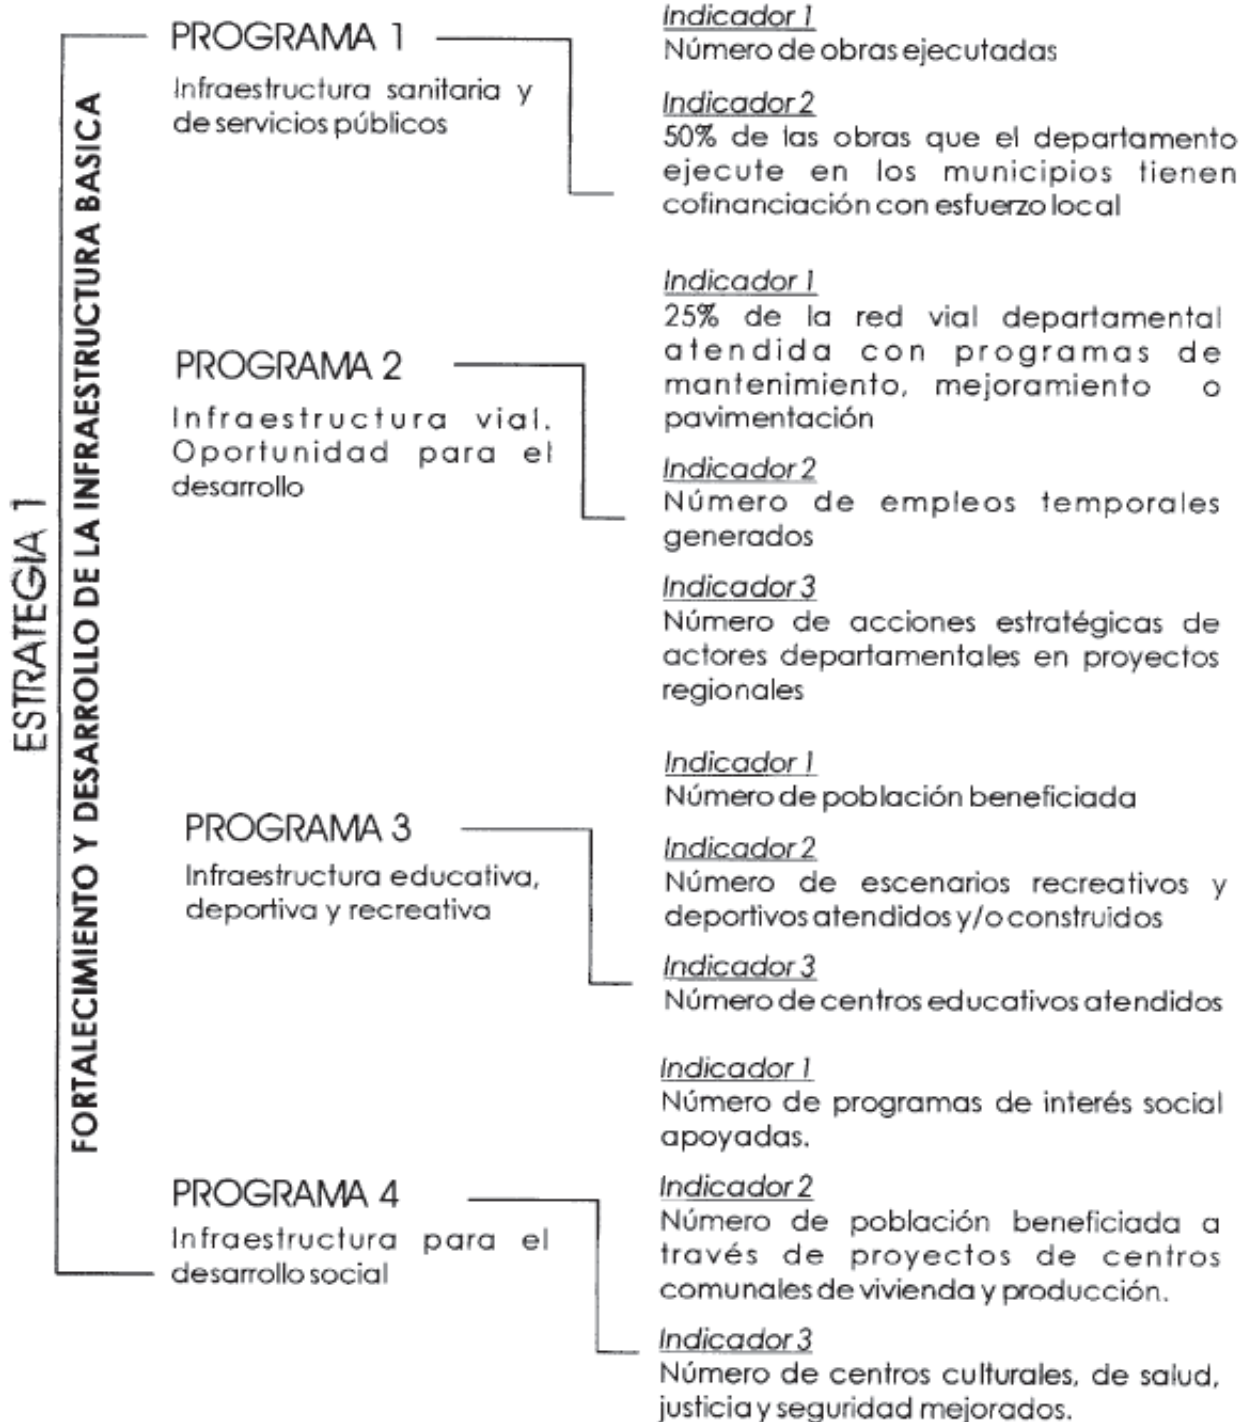 ESTRATEGIA 1
FORTALECIMIENTO Y DESARROLLO DE LA INFRAESTRUCTURA BASICA
PROGRAMA 1
Infraestructura sanitaria y
de servicios públicos
Indicador 1
Número de obras ejecutadas
Indicador 2
50% de las obras que el departamento
ejecute en los municipios tienen
cofinanciación con esfuerzo local
PROGRAMA 2
Infraestructura vial.
Oportunidad para el
desarrollo
Indicador 1
25% de la red vial departamental
atendida con programas de
mantenimiento, mejoramiento o
pavimentación
Indicador 2
Número de empleos temporales
generados
Indicador 3
Número de acciones estratégicas de
actores departamentales en proyectos
regionales
PROGRAMA 3
Infraestructura educativa,
deportiva y recreativa
Indicador 1
Número de población beneficiada
Indicador 2
Número de escenarios recreativos y
deportivos atendidos y/o construidos
Indicador 3
Número de centros educativos atendidos
PROGRAMA 4
Infraestructura para el
desarrollo social
Indicador 1
Número de programas de interés social
apoyadas.
Indicador 2
Número de población beneficiada a
través de proyectos de centros
comunales de vivienda y producción.
Indicador 3
Número de centros culturales, de salud,
justicia y seguridad mejorados.